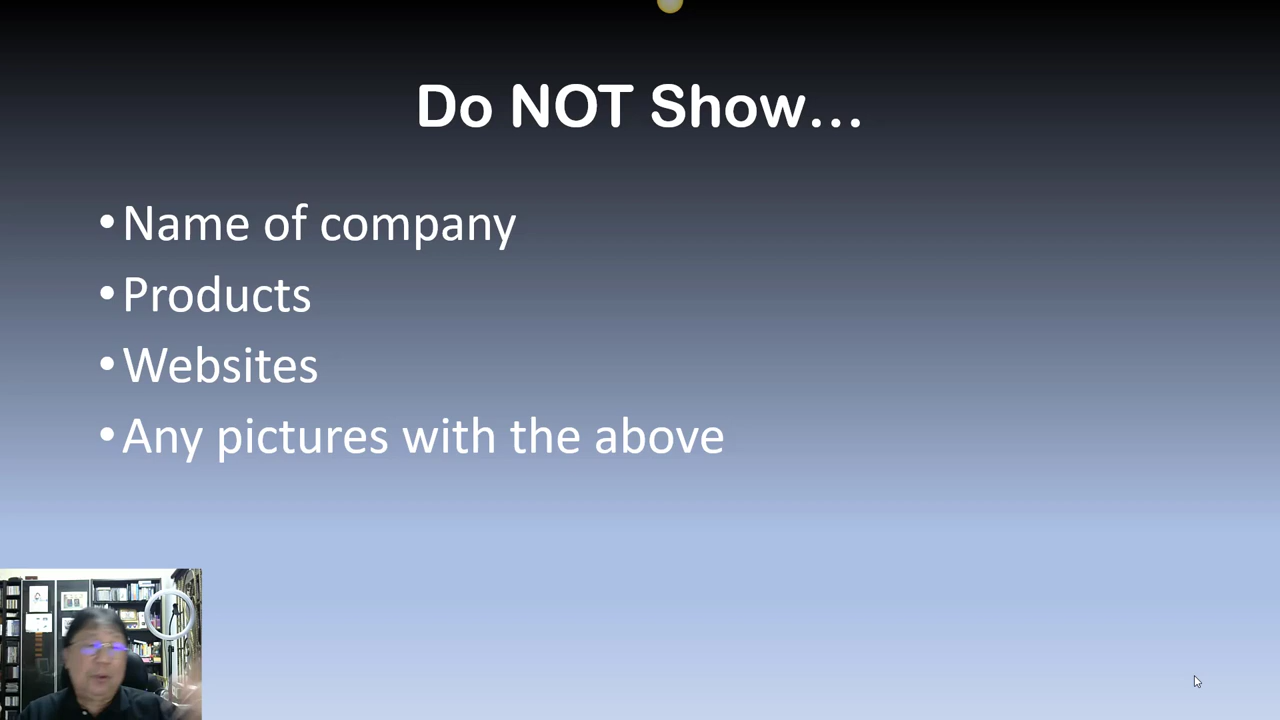 Do NOT Show...
•Name of company
•Products
•Websites
•Any pictures with the above